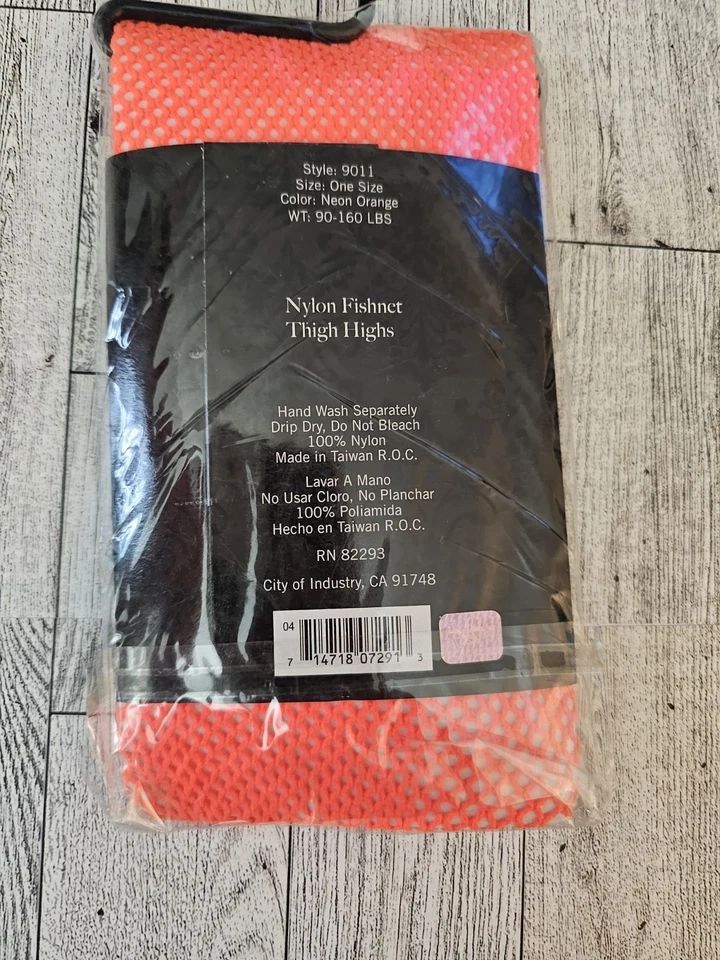 Style: 9011
Size: One Size
Color: Neon Orange
WT: 90-160 LBS
Nylon Fishnet
Thigh Highs
Hand Wash Separately
Drip Dry, Do Not Bleach
100% Nylon
Made in Taiwan R.O.C.
Lavar A Mano
No Usar Cloro, No Planchar
100% Poliamida
Hecho en Taiwan R.O.C.
RN 82293
City of Industry, CA 91748
04
7 14718 07291 3